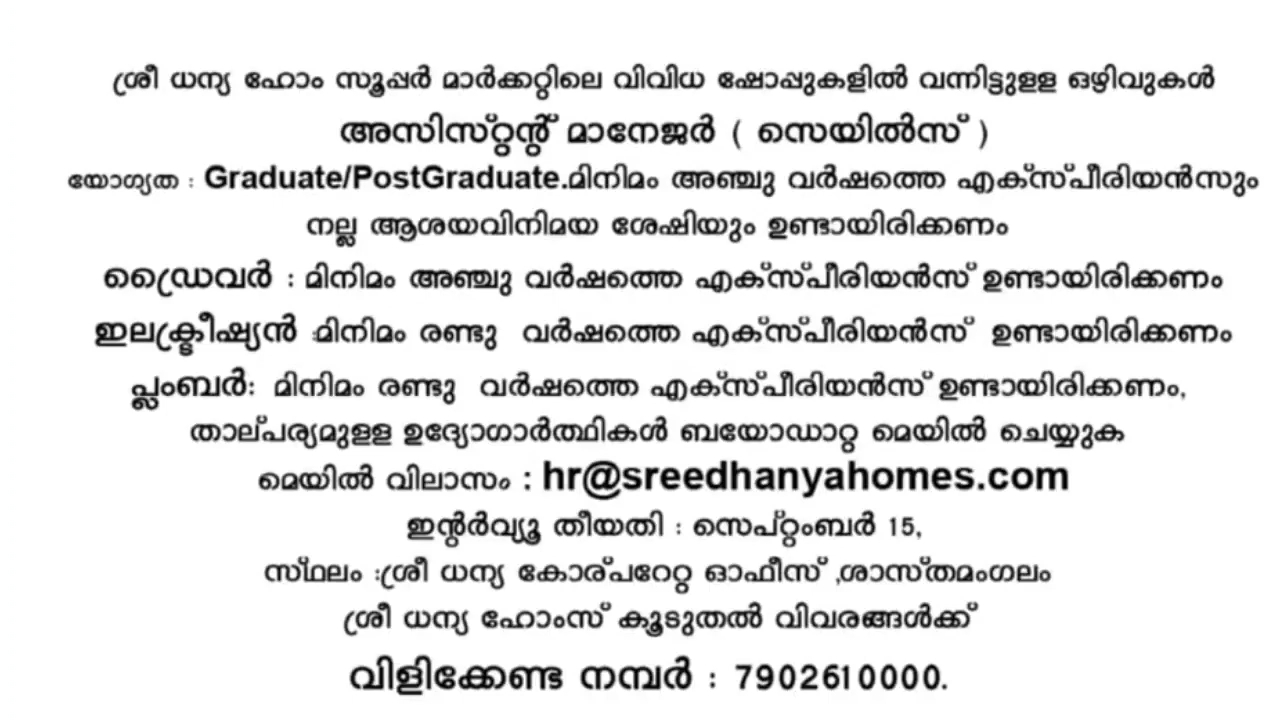 ശ്രീ ധന്യ ഹോം സൂപ്പർ മാർക്കറ്റിലെ വിവിധ ഷോപ്പുകളിൽ വന്നിട്ടുളള ഒഴിവുകൾ
അസിസ്റ്റന്റ് മാനേജർ ( സെയിൽസ് )
യോഗ്യത : Graduate/PostGraduate.മിനിമം അഞ്ചു വർഷത്തെ എക്സ്പീരിയൻസും
നല്ല ആശയവിനിമയ ശേഷിയും ഉണ്ടായിരിക്കണം
ഡ്രൈവർ : മിനിമം അഞ്ചു വർഷത്തെ എക്സ്പീരിയൻസ് ഉണ്ടായിരിക്കണം
ഇലക്ട്രീഷ്യൻ :മിനിമം രണ്ടു വർഷത്തെ എക്സ്പീരിയൻസ് ഉണ്ടായിരിക്കണം
പ്ലംബർ: മിനിമം രണ്ടു വർഷത്തെ എക്സ്പീരിയൻസ് ഉണ്ടായിരിക്കണം,
താല്പര്യമുളള ഉദ്യോഗാർത്ഥികൾ ബയോഡാറ്റ മെയിൽ ചെയ്യുക
മെയിൽ വിലാസം : hr@sreedhanyahomes.com
ഇന്റർവ്യൂ തീയതി : സെപ്റ്റംബർ 15,
സ്ഥലം :ശ്രീ ധന്യ കോര്പറേറ്റ ഓഫീസ് ,ശാസ്തമംഗലം
ശ്രീ ധന്യ ഹോംസ് കൂടുതൽ വിവരങ്ങൾക്ക്
വിളിക്കേണ്ട നമ്പർ : 7902610000.